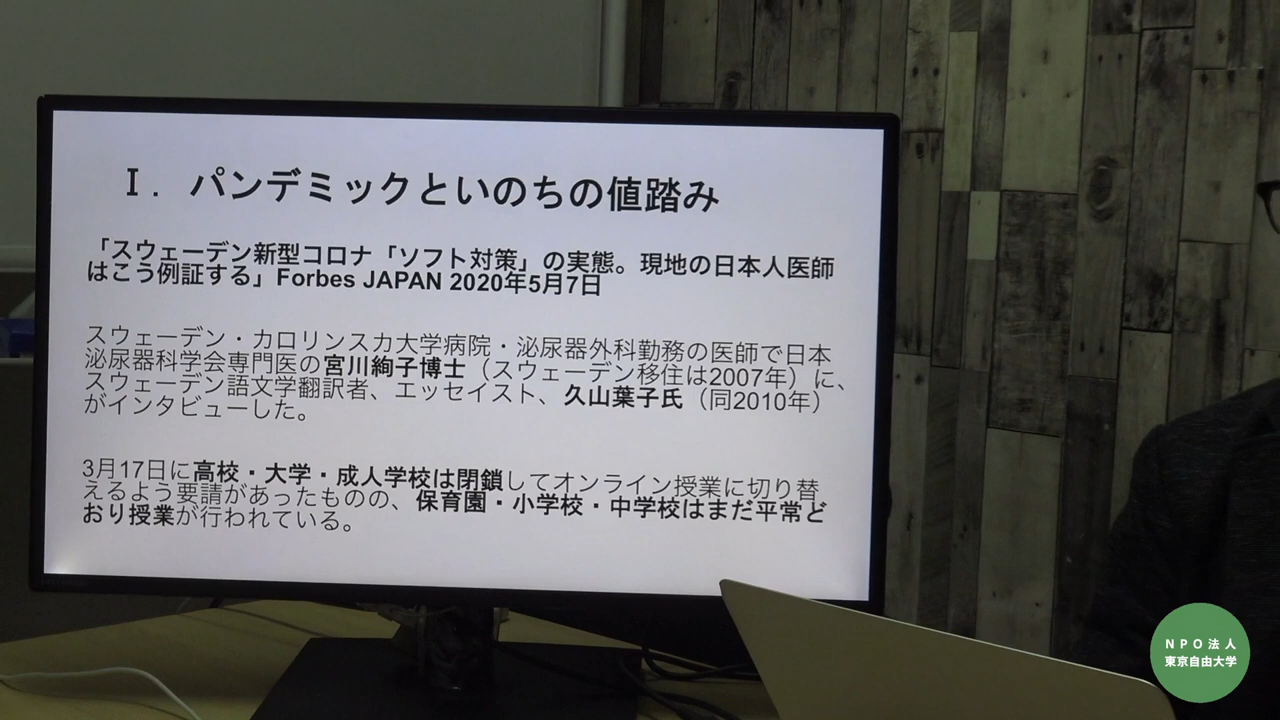 Ⅰ．パンデミックといのちの値踏み
「スウェーデン新型コロナ「ソフト対策」の実態。現地の日本人医師
はこう例証する」Forbes JAPAN 2020年5月7日
スウェーデン・カロリンスカ大学病院・泌尿器外科勤務の医師で日本
泌尿器科学会専門医の宮川絢子博士（スウェーデン移住は2007年）に、
スウェーデン語文学翻訳者、エッセイスト、久山葉子氏（同2010年）
がインタビューした。
3月17日に高校・大学・成人学校は閉鎖してオンライン授業に切り替
えるよう要請があったものの、保育園・小学校・中学校はまだ平常ど
おり授業が行われている。
NPO法人
東京自由大学